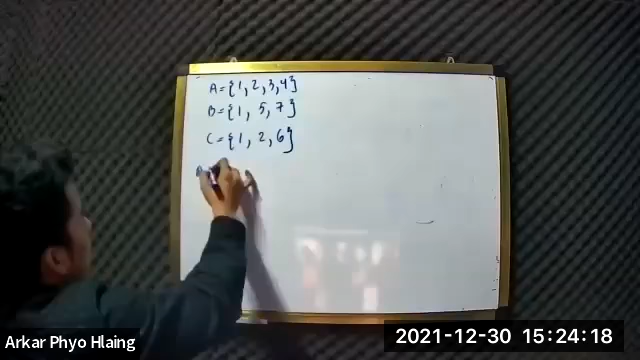 A={1,2,3,4}
B={1, 5,7}
C={1, 2,6}
Arkar Phyo Hlaing
2021-12-30 15:24:18